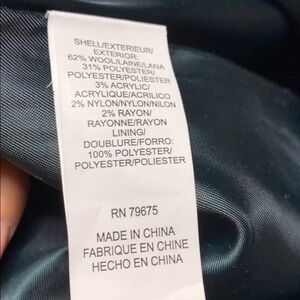 SHELL/EXTERIEUR/
EXTERIOR:
62% WOOL/LAINE/LANA
31% POLYESTER/
POLYESTER/POLIESTER
3% ACRYLIC/
ACRYLIQUE/ACRILICO
2% NYLON/NYLON/NILON
2% RAYON/
RAYONNE/RAYON
LINING/
DOUBLURE/FORRO:
100% POLYESTER/
POLYESTER/POLIESTER
RN 79675
MADE IN CHINA
FABRIQUE EN CHINE
HECHO EN CHINA